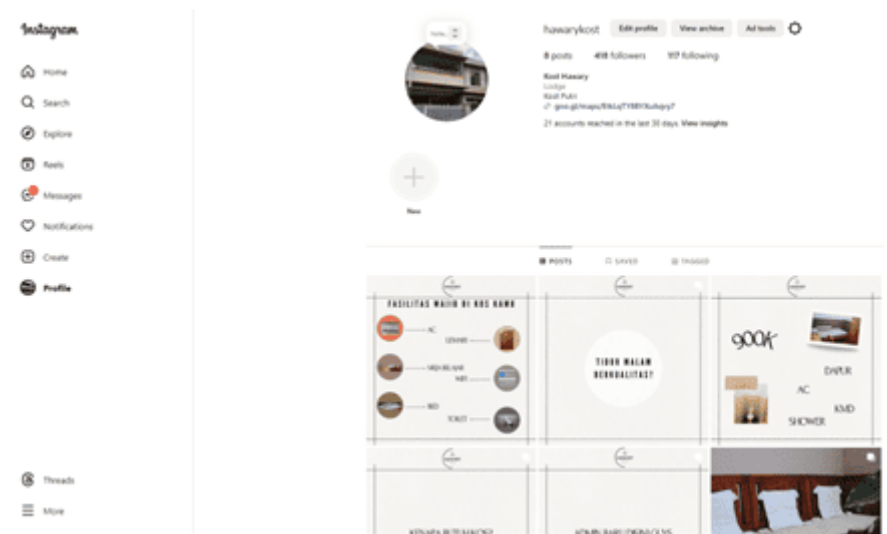 Instagram
Home
Search
Explore
Reels
Messages
Notifications
Create
Profile
Threads
More
hawarykost Edit profile View archive Ad tools
8 posts 418 followers 117 following
Kost Hawary
Lodge
Kost Putri
21 accounts reached in the last 30 days. View insights
New
POSTS SAVED TAGGED
FASILITAS WAJIB DI KOS KAMU
AC
LEMARI
MEJA BELAJAR
WIFI
BED
TOILET
TIDUR MALAM
BERKUALITAS?
900K
DAPUR
AC
KMD
SHOWER